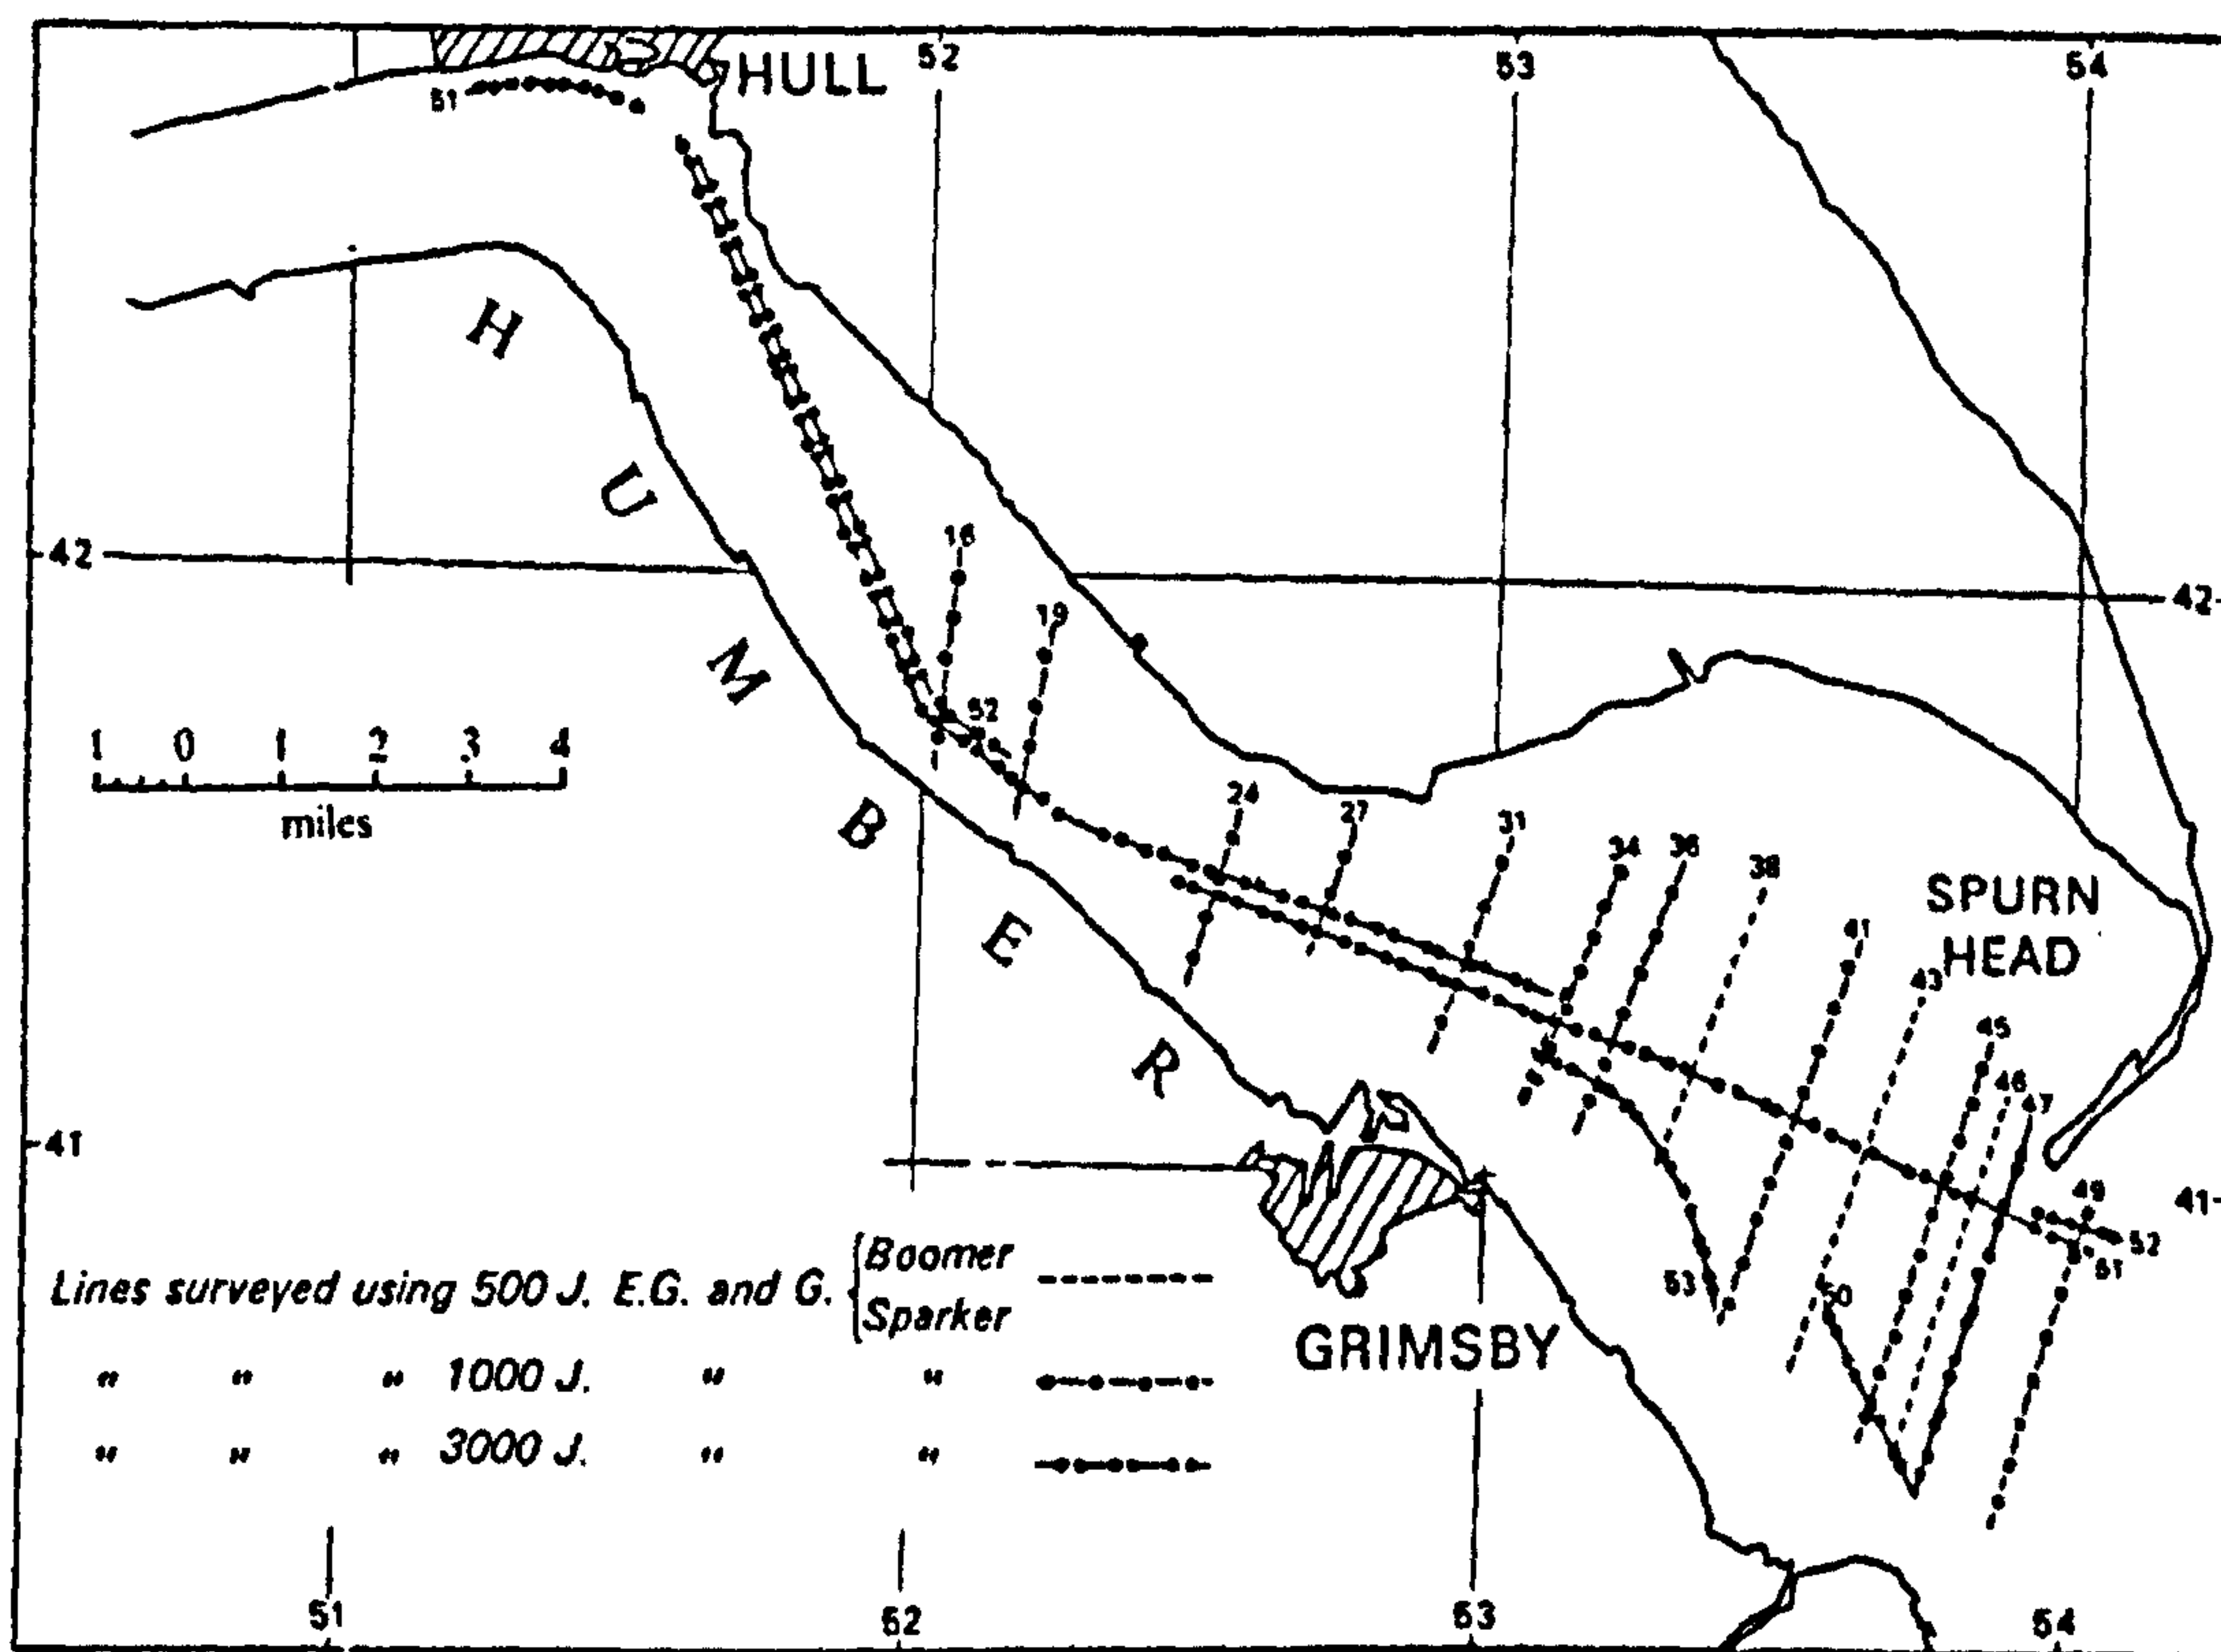 HULL
52
53
54
51
HUMBER
42
42
16
19
52
1 0 1 2 3 4
miles
24
27
31
34
36
38
41
43
45
46
47
SPURN
HEAD
41
41
49
52
51
53
50
Lines surveyed using 500 J. E.G. and G. { Boomer
Sparker
" " " 1000 J. " "
" " " 3000 J. " "
GRIMSBY
51
52
53
54